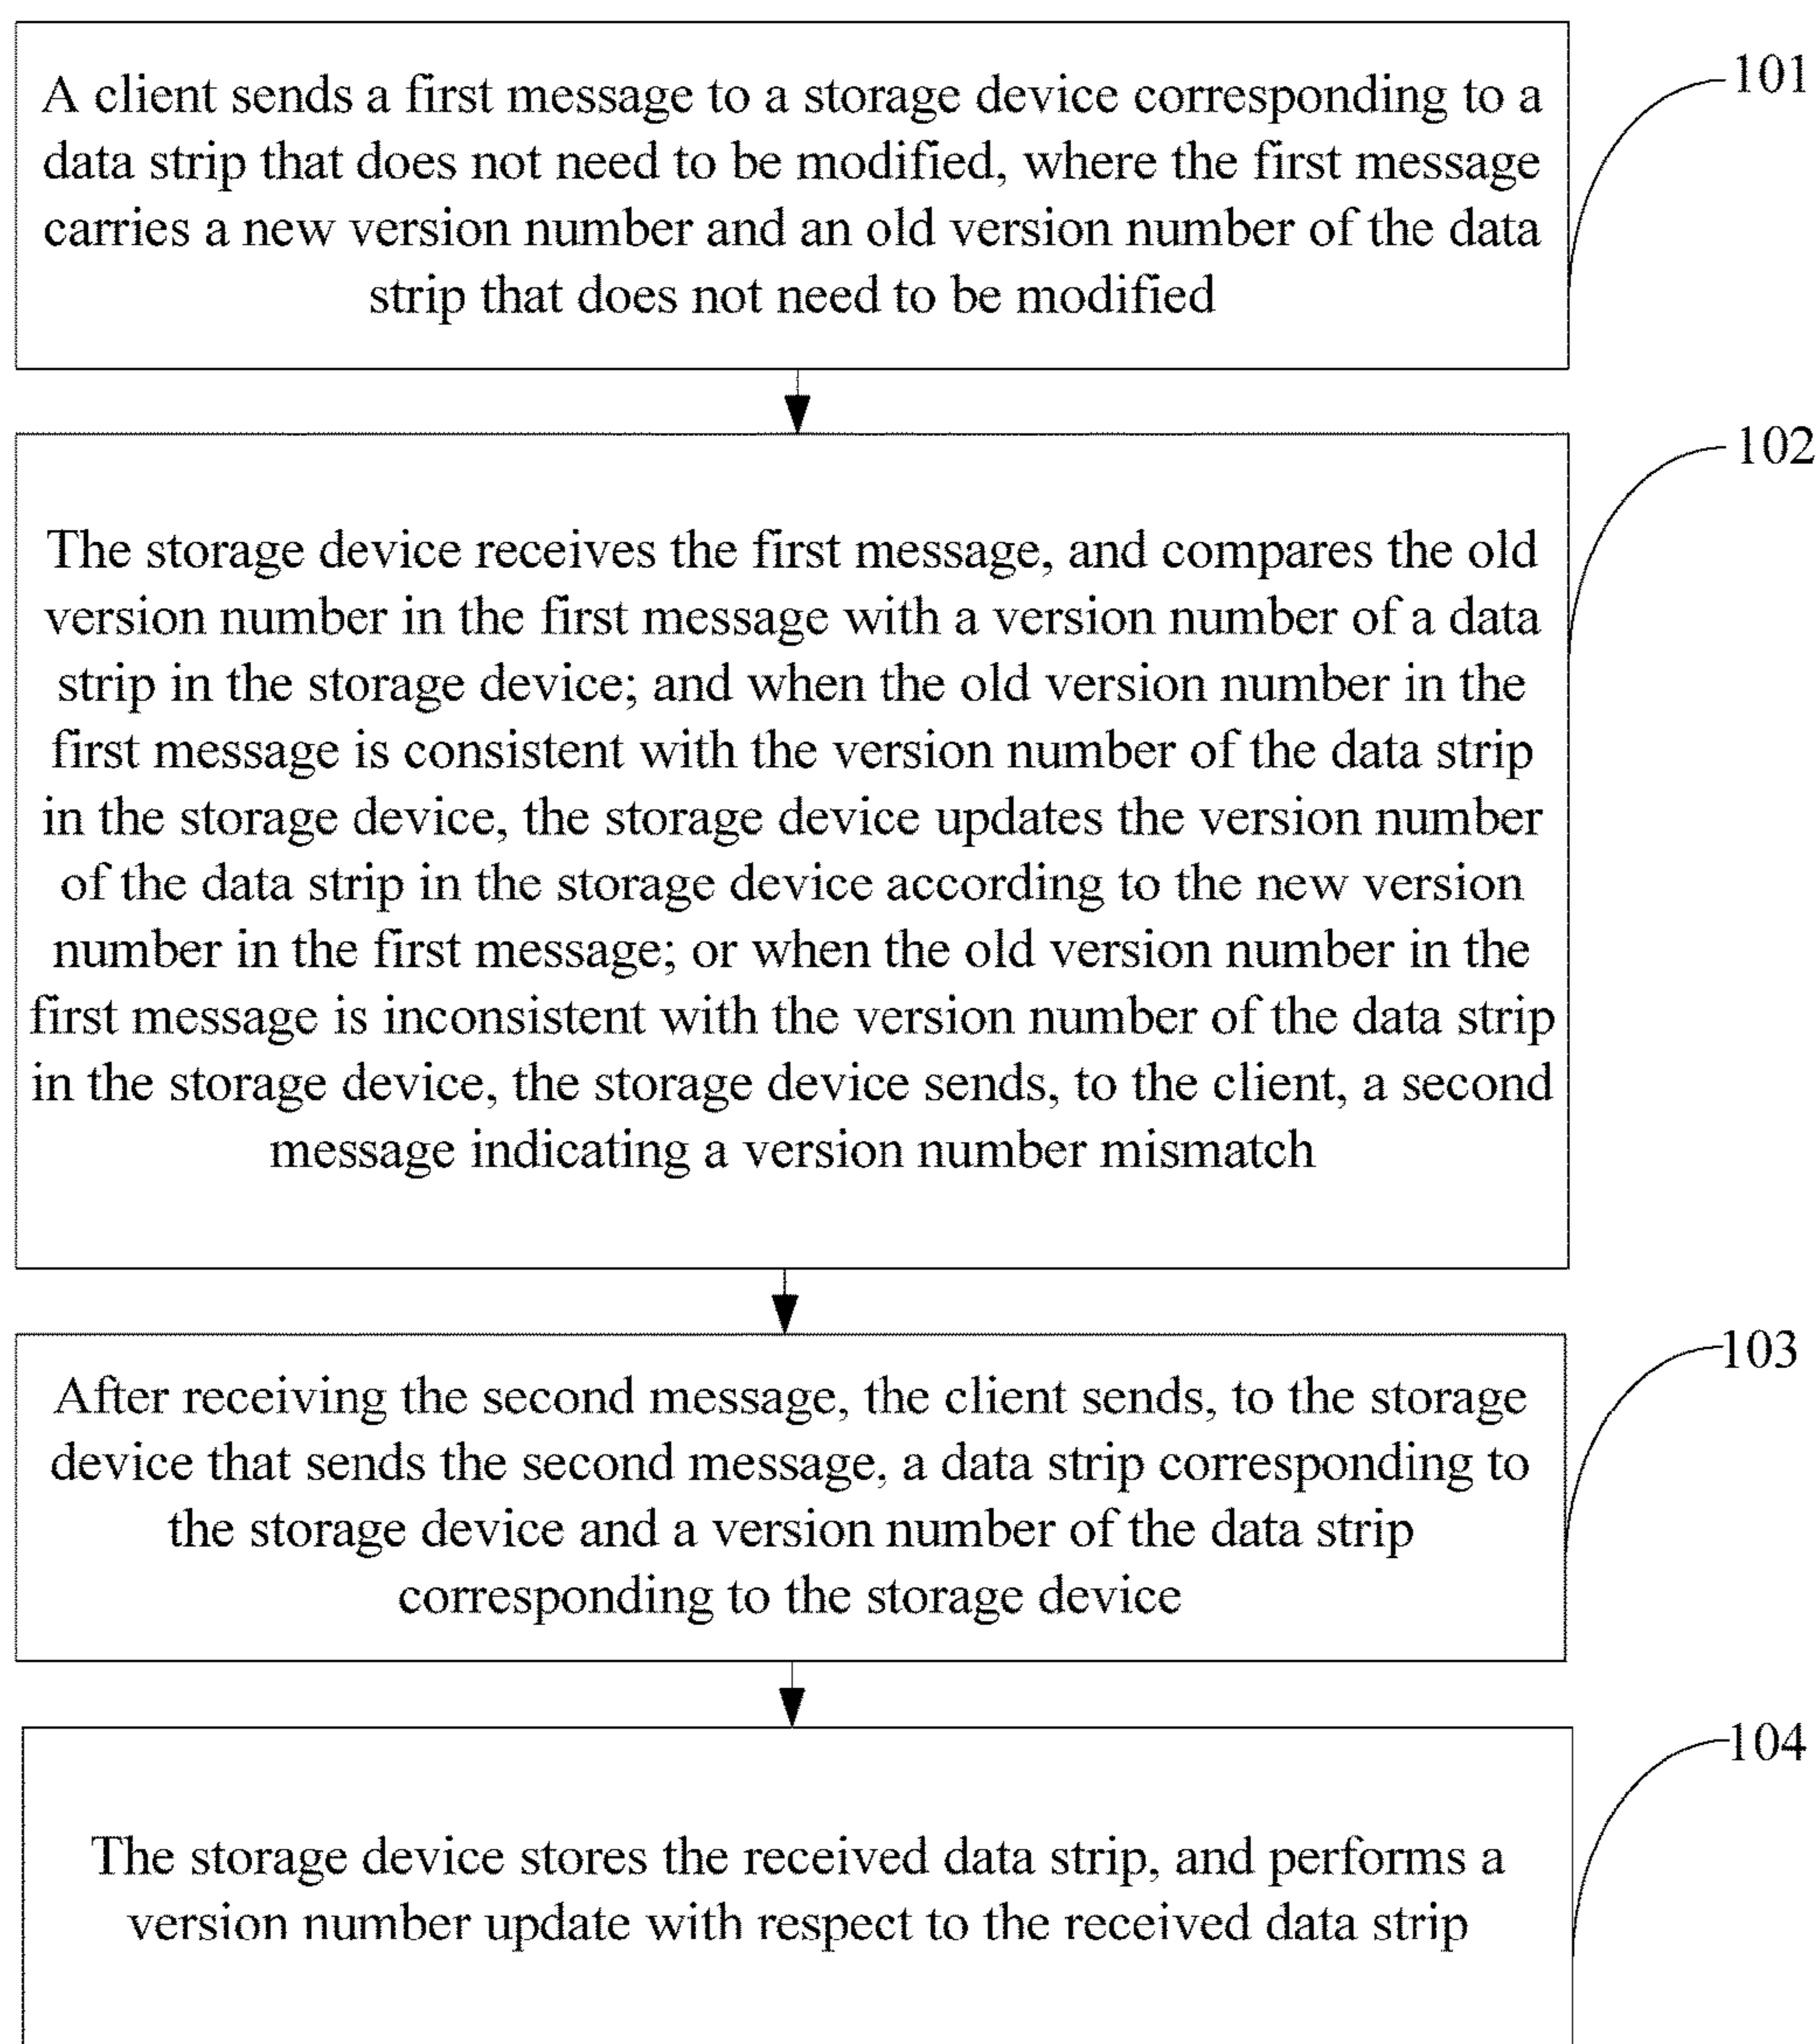 A client sends a first message to a storage device corresponding to a
data strip that does not need to be modified, where the first message
carries a new version number and an old version number of the data
strip that does not need to be modified
101
The storage device receives the first message, and compares the old
version number in the first message with a version number of a data
strip in the storage device; and when the old version number in the
first message is consistent with the version number of the data strip
in the storage device, the storage device updates the version number
of the data strip in the storage device according to the new version
number in the first message; or when the old version number in the
first message is inconsistent with the version number of the data strip
in the storage device, the storage device sends, to the client, a second
message indicating a version number mismatch
102
After receiving the second message, the client sends, to the storage
device that sends the second message, a data strip corresponding to
the storage device and a version number of the data strip
corresponding to the storage device
103
The storage device stores the received data strip, and performs a
version number update with respect to the received data strip
104